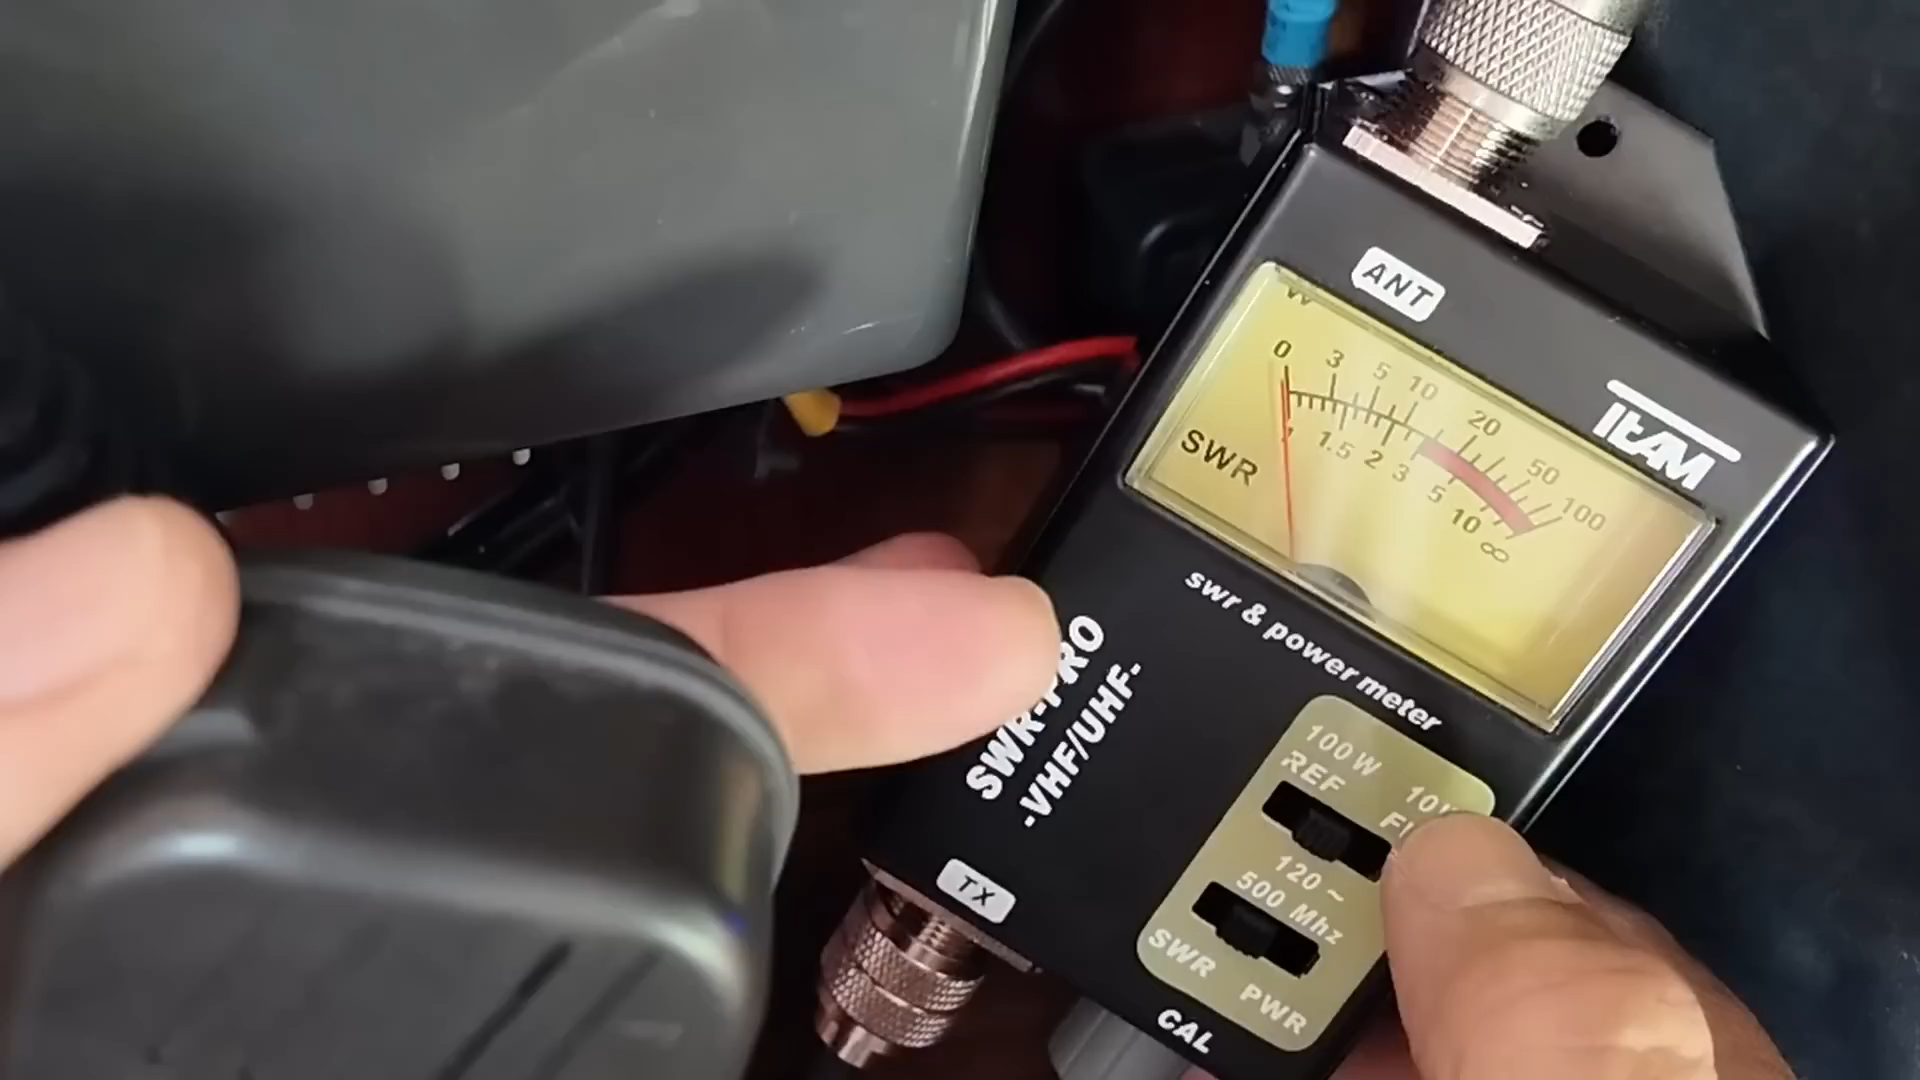 ANT
ITAM
W
0 3 5 10 20 50 100
1 1.5 2 3 5 10 ∞
SWR
swr & power meter
SWR-PRO
-VHF/UHF-
100W
REF
120~
500 Mhz
SWR
PWR
TX
CAL